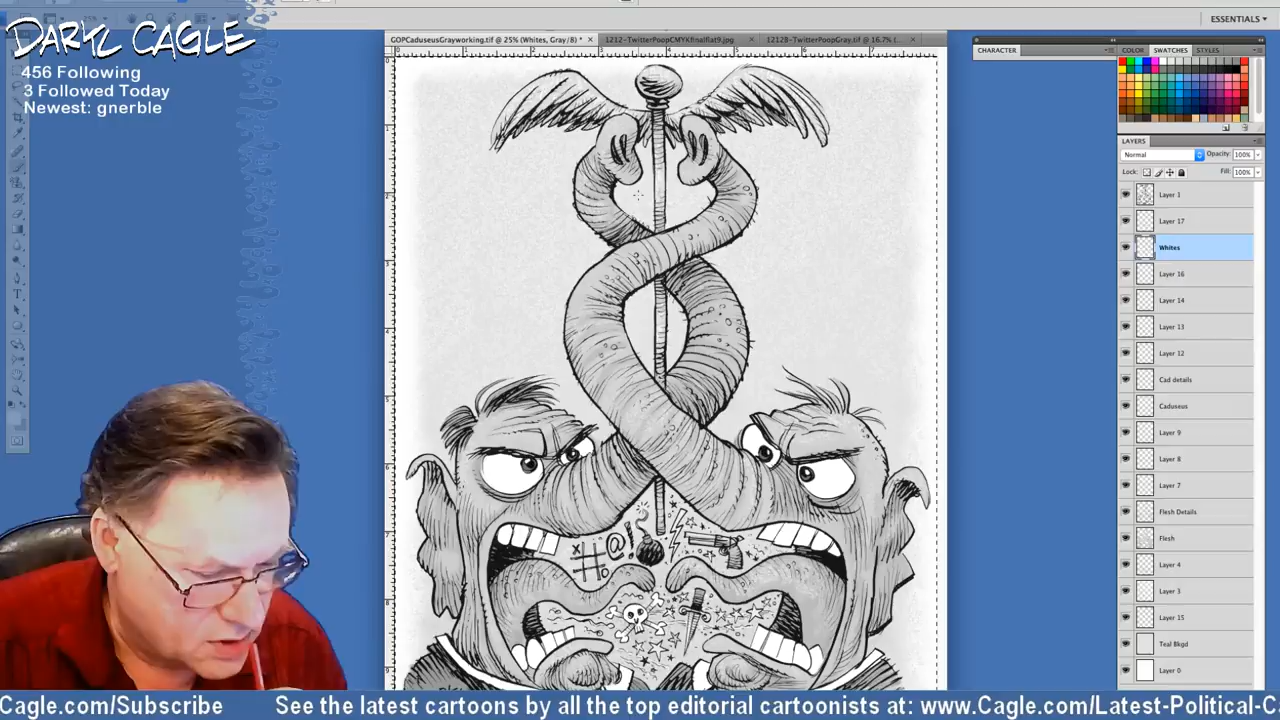 ESSENTIALS
DARYL CAGLE
456 Following
3 Followed Today
Newest: gnerble
GOPCaduseusGrayworking.tif @ 25% (Whites, Gray/8) *
1212-TwitterPoopCMYKfinalflat9.jpg
1212B-TwitterPoopGray.tif @ 16.7% (
CHARACTER
COLOR
SWATCHES
STYLES
LAYERS
Normal
Opacity: 100%
Lock:
Fill: 100%
Layer 1
Layer 17
Whites
Layer 16
Layer 14
Layer 13
Layer 12
Cad details
Caduseus
Layer 9
Layer 8
Layer 7
Flesh Details
Flesh
Layer 4
Layer 3
Layer 15
Teal Bkgd
Layer 0
#@!
Cagle.com/Subscribe
See the latest cartoons by all the top editorial cartoonists at: www.Cagle.com/Latest-Political-C